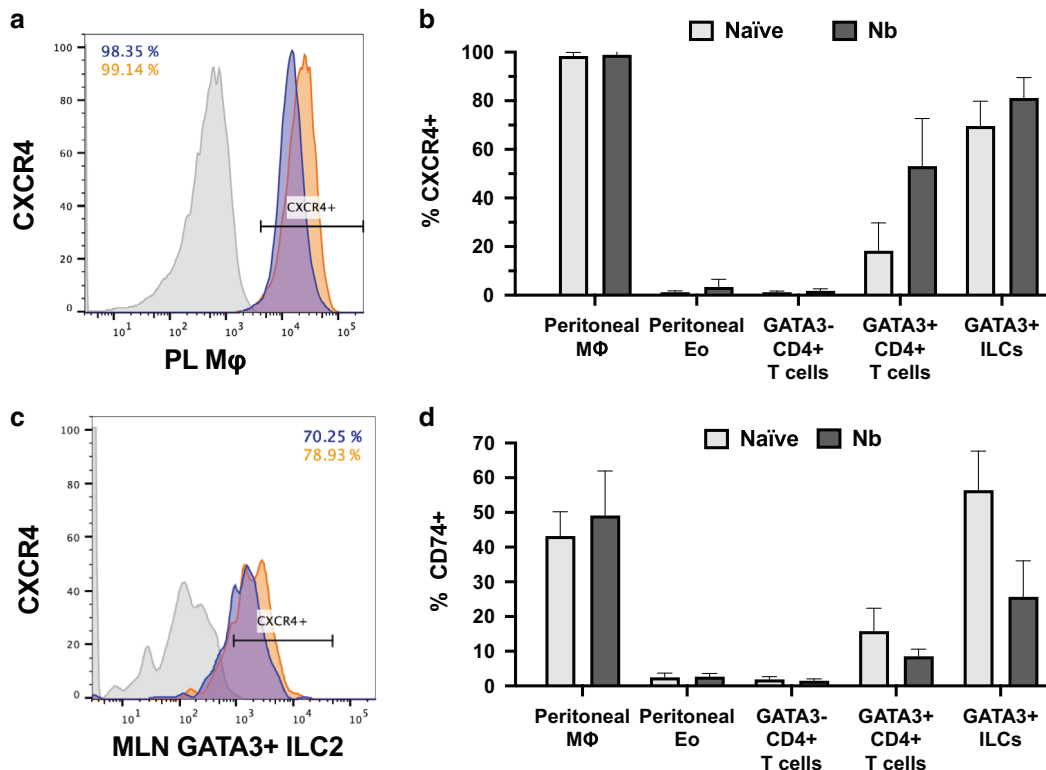 a
98.35 %
99.14 %
100
80
60
40
20
0
CXCR4
CXCR4+
10¹ 10² 10³ 10⁴ 10⁵
PL Mφ
b
Naïve Nb
100
80
60
40
20
0
% CXCR4+
Peritoneal
MΦ
Peritoneal
Eo
GATA3-
CD4+
T cells
GATA3+
CD4+
T cells
GATA3+
ILCs
c
70.25 %
78.93 %
100
80
60
40
20
0
CXCR4
CXCR4+
10¹ 10² 10³ 10⁴ 10⁵
MLN GATA3+ ILC2
d
Naïve Nb
70
60
50
40
30
20
10
0
% CD74+
Peritoneal
MΦ
Peritoneal
Eo
GATA3-
CD4+
T cells
GATA3+
CD4+
T cells
GATA3+
ILCs